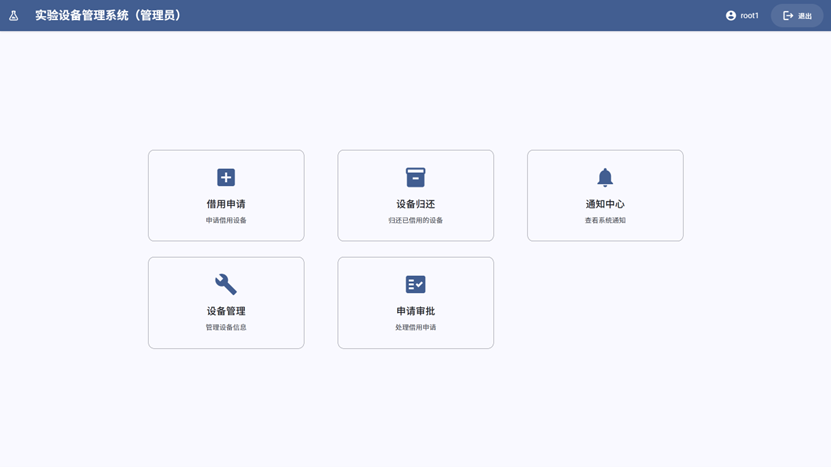 实验设备管理系统（管理员）
root1
退出
借用申请
申请借用设备
设备归还
归还已借用的设备
通知中心
查看系统通知
设备管理
管理设备信息
申请审批
处理借用申请